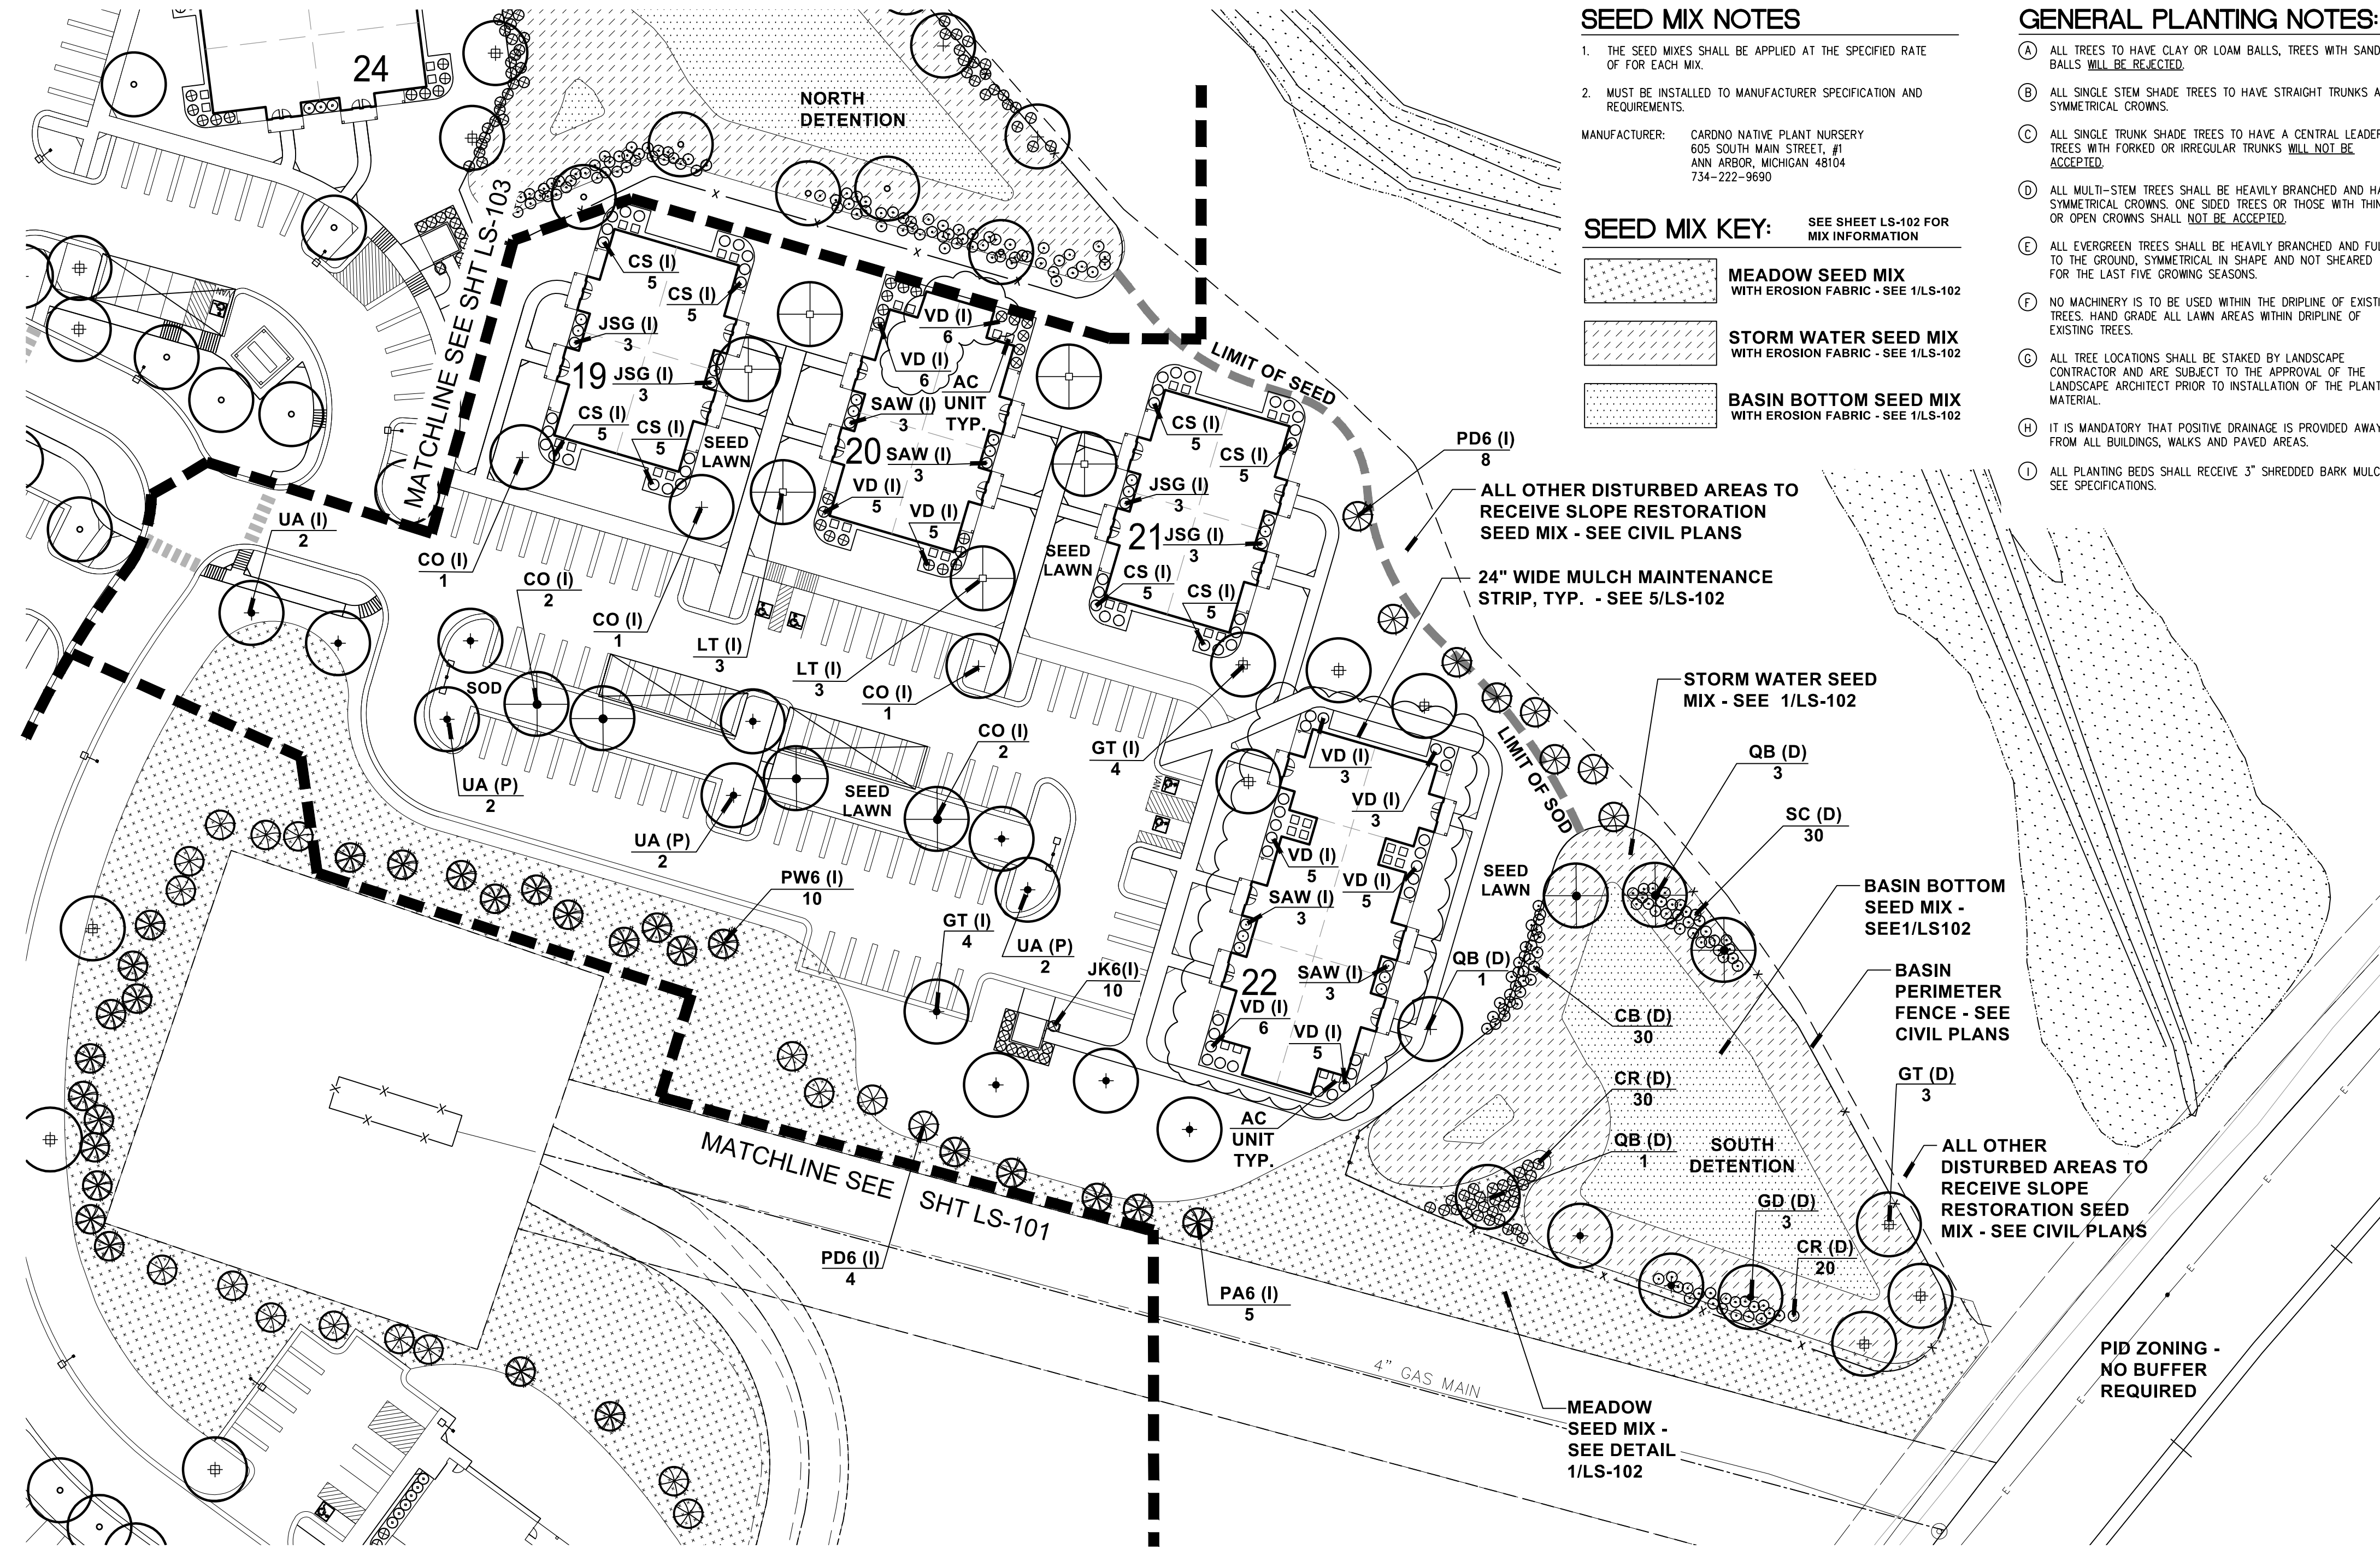 SEED MIX NOTES
1. THE SEED MIXES SHALL BE APPLIED AT THE SPECIFIED RATE
OF FOR EACH MIX.
2. MUST BE INSTALLED TO MANUFACTURER SPECIFICATION AND
REQUIREMENTS.
MANUFACTURER: CARDNO NATIVE PLANT NURSERY
605 SOUTH MAIN STREET, #1
ANN ARBOR, MICHIGAN 48104
734-222-9690
SEED MIX KEY:
SEE SHEET LS-102 FOR
MIX INFORMATION
MEADOW SEED MIX
WITH EROSION FABRIC - SEE 1/LS-102
STORM WATER SEED MIX
WITH EROSION FABRIC - SEE 1/LS-102
BASIN BOTTOM SEED MIX
WITH EROSION FABRIC - SEE 1/LS-102
GENERAL PLANTING NOTES:
A ALL TREES TO HAVE CLAY OR LOAM BALLS, TREES WITH SAND
BALLS WILL BE REJECTED.
B ALL SINGLE STEM SHADE TREES TO HAVE STRAIGHT TRUNKS A
SYMMETRICAL CROWNS.
C ALL SINGLE TRUNK SHADE TREES TO HAVE A CENTRAL LEADER
TREES WITH FORKED OR IRREGULAR TRUNKS WILL NOT BE
ACCEPTED.
D ALL MULTI-STEM TREES SHALL BE HEAVILY BRANCHED AND HA
SYMMETRICAL CROWNS. ONE SIDED TREES OR THOSE WITH THIN
OR OPEN CROWNS SHALL NOT BE ACCEPTED.
E ALL EVERGREEN TREES SHALL BE HEAVILY BRANCHED AND FUL
TO THE GROUND, SYMMETRICAL IN SHAPE AND NOT SHEARED
FOR THE LAST FIVE GROWING SEASONS.
F NO MACHINERY IS TO BE USED WITHIN THE DRIPLINE OF EXISTI
TREES. HAND GRADE ALL LAWN AREAS WITHIN DRIPLINE OF
EXISTING TREES.
G ALL TREE LOCATIONS SHALL BE STAKED BY LANDSCAPE
CONTRACTOR AND ARE SUBJECT TO THE APPROVAL OF THE
LANDSCAPE ARCHITECT PRIOR TO INSTALLATION OF THE PLANT
MATERIAL.
H IT IS MANDATORY THAT POSITIVE DRAINAGE IS PROVIDED AWAY
FROM ALL BUILDINGS, WALKS AND PAVED AREAS.
I ALL PLANTING BEDS SHALL RECEIVE 3" SHREDDED BARK MULC
SEE SPECIFICATIONS.
24
NORTH
DETENTION
MATCHLINE SEE SHT LS-103
VAN
CS (I)
5
CS (I)
5
JSG (I)
3
19
JSG (I)
3
CS (I)
5
CS (I)
5
SEED
LAWN
VD (I)
6
VD (I)
6
AC
UNIT
TYP.
SAW (I)
3
20
SAW (I)
3
VD (I)
5
VD (I)
5
LIMIT OF SEED
CS (I)
5
CS (I)
5
JSG (I)
3
21
JSG (I)
3
CS (I)
5
CS (I)
5
SEED
LAWN
PD6 (I)
8
ALL OTHER DISTURBED AREAS TO
RECEIVE SLOPE RESTORATION
SEED MIX - SEE CIVIL PLANS
24" WIDE MULCH MAINTENANCE
STRIP, TYP. - SEE 5/LS-102
UA (I)
2
CO (I)
1
CO (I)
2
CO (I)
1
LT (I)
3
LT (I)
3
CO (I)
1
SOD
UA (P)
2
UA (P)
2
SEED
LAWN
CO (I)
2
GT (I)
4
VAN
PW6 (I)
10
GT (I)
4
UA (P)
2
JK6(I)
10
VD (I)
3
VD (I)
3
VD (I)
5
VD (I)
5
SAW (I)
3
22
SAW (I)
3
VD (I)
6
VD (I)
5
AC
UNIT
TYP.
LIMIT OF SOD
SEED
LAWN
QB (D)
1
STORM WATER SEED
MIX - SEE 1/LS-102
QB (D)
3
SC (D)
30
BASIN BOTTOM
SEED MIX -
SEE1/LS102
BASIN
PERIMETER
FENCE - SEE
CIVIL PLANS
CB (D)
30
CR (D)
30
QB (D)
1
SOUTH
DETENTION
GD (D)
3
CR (D)
20
GT (D)
3
ALL OTHER
DISTURBED AREAS TO
RECEIVE SLOPE
RESTORATION SEED
MIX - SEE CIVIL PLANS
MATCHLINE SEE SHT LS-101
PD6 (I)
4
PA6 (I)
5
4" GAS MAIN
MEADOW
SEED MIX -
SEE DETAIL
1/LS-102
PID ZONING -
NO BUFFER
REQUIRED